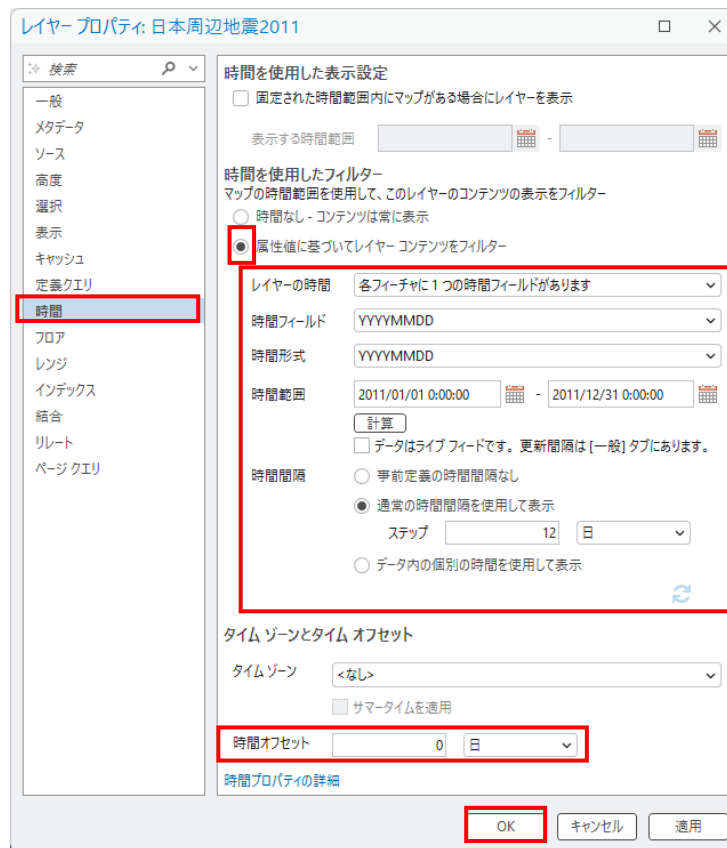 レイヤー プロパティ: 日本周辺地震2011
検索
一般
メタデータ
ソース
高度
選択
表示
キャッシュ
定義クエリ
時間
フロア
レンジ
インデックス
結合
リレート
ページ クエリ
時間を使用した表示設定
固定された時間範囲内にマップがある場合にレイヤーを表示
表示する時間範囲 -
時間を使用したフィルター
マップの時間範囲を使用して、このレイヤーのコンテンツの表示をフィルター
時間なし - コンテンツは常に表示
属性値に基づいてレイヤー コンテンツをフィルター
レイヤーの時間 各フィーチャに 1 つの時間フィールドがあります
時間フィールド YYYYMMDD
時間形式 YYYYMMDD
時間範囲 2011/01/01 0:00:00 - 2011/12/31 0:00:00
計算
データはライブ フィードです。更新間隔は [一般] タブにあります。
時間間隔 事前定義の時間間隔なし
通常の時間間隔を使用して表示
ステップ 12 日
データ内の個別の時間を使用して表示
タイム ゾーンとタイム オフセット
タイム ゾーン <なし>
サマータイムを適用
時間オフセット 0 日
時間プロパティの詳細
OK キャンセル 適用